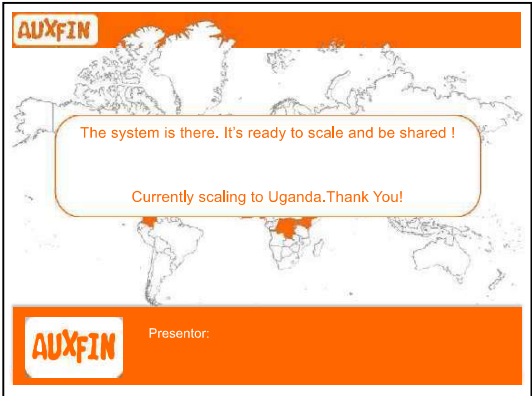 AUXFIN
The system is there. It's ready to scale and be shared !
Currently scaling to Uganda.Thank You!
AUXFIN
Presentor: